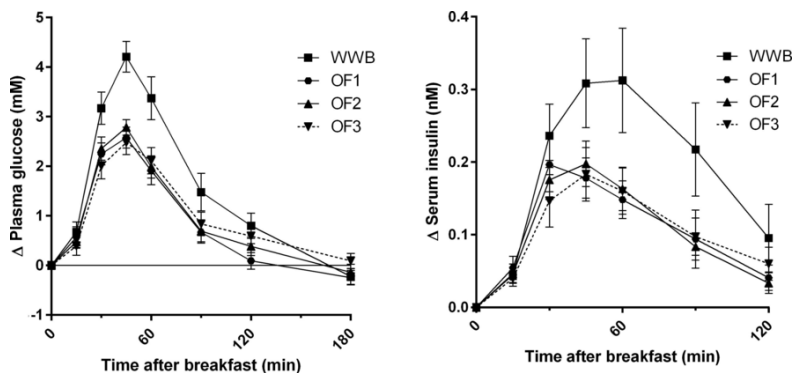 5
4
3
2
1
0
-1
Δ Plasma glucose (mM)
0
60
120
180
Time after breakfast (min)
WWB
OF1
OF2
OF3
0.4
0.3
0.2
0.1
0.0
Δ Serum insulin (nM)
0
60
120
Time after breakfast (min)
WWB
OF1
OF2
OF3